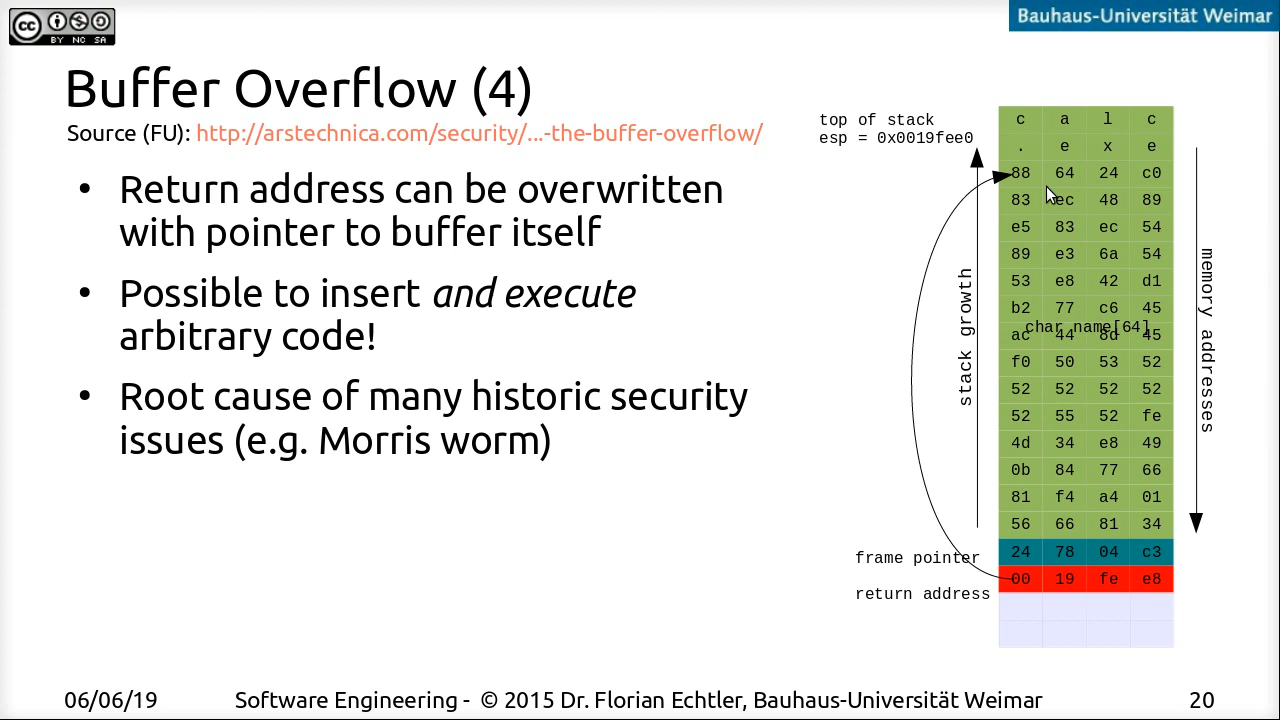 BY NC SA
Bauhaus-Universität Weimar
Buffer Overflow (4)
Source (FU): http://arstechnica.com/security/...-the-buffer-overflow/
• Return address can be overwritten
with pointer to buffer itself
• Possible to insert and execute
arbitrary code!
• Root cause of many historic security
issues (e.g. Morris worm)
top of stack
esp = 0x0019fee0
stack growth
c a l c
. e x e
88 64 24 c0
83 ec 48 89
e5 83 ec 54
89 e3 6a 54
53 e8 42 d1
b2 77 c6 45
char name[64]
ac 44 8d 45
f0 50 53 52
52 52 52 52
52 55 52 fe
4d 34 e8 49
0b 84 77 66
81 f4 a4 01
56 66 81 34
frame pointer
24 78 04 c3
return address
00 19 fe e8
memory addresses
06/06/19
Software Engineering - © 2015 Dr. Florian Echtler, Bauhaus-Universität Weimar
20